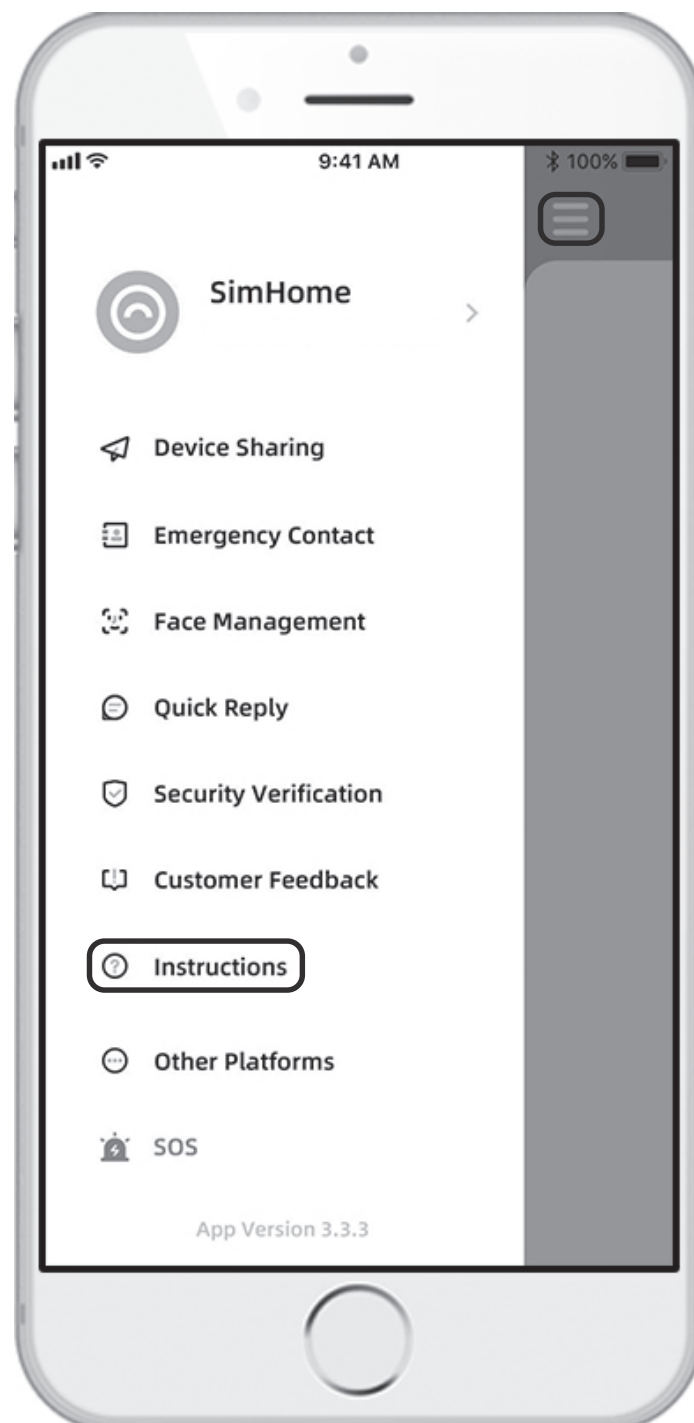 9:41 AM
100%
SimHome
Device Sharing
Emergency Contact
Face Management
Quick Reply
Security Verification
Customer Feedback
Instructions
Other Platforms
SOS
App Version 3.3.3